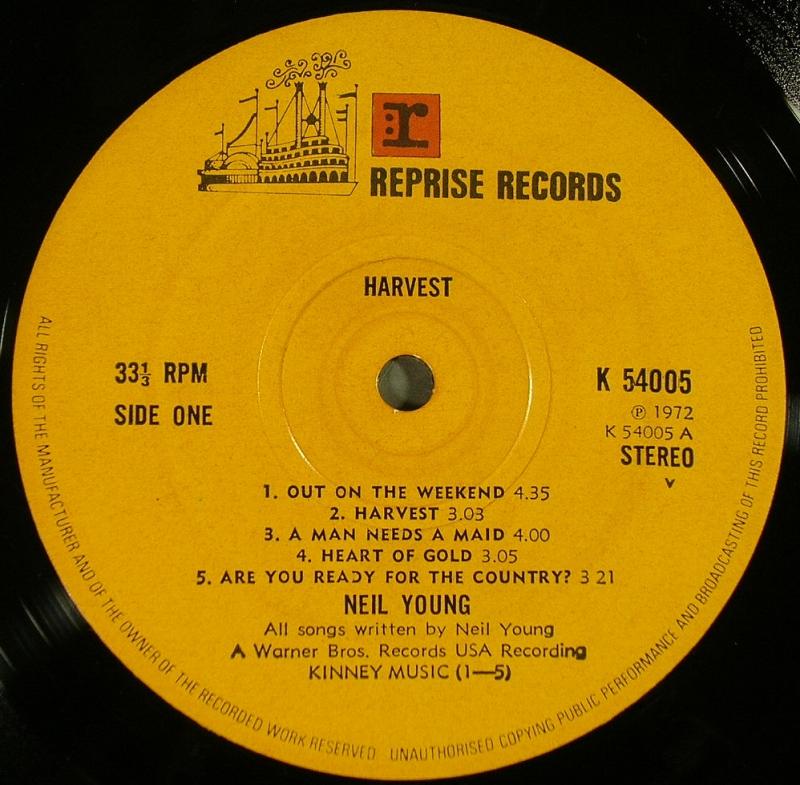 r
REPRISE RECORDS
HARVEST
33⅓ RPM
SIDE ONE
K 54005
Ⓟ 1972
K 54005 A
STEREO
v
1. OUT ON THE WEEKEND 4.35
2. HARVEST 3.03
3. A MAN NEEDS A MAID 4.00
4. HEART OF GOLD 3.05
5. ARE YOU READY FOR THE COUNTRY? 3 21
NEIL YOUNG
All songs written by Neil Young
A Warner Bros. Records USA Recording
KINNEY MUSIC (1—5)
ALL RIGHTS OF THE MANUFACTURER AND OF THE OWNER OF THE RECORDED WORK RESERVED UNAUTHORISED COPYING PUBLIC PERFORMANCE AND BROADCASTING OF THIS RECORD PROHIBITED